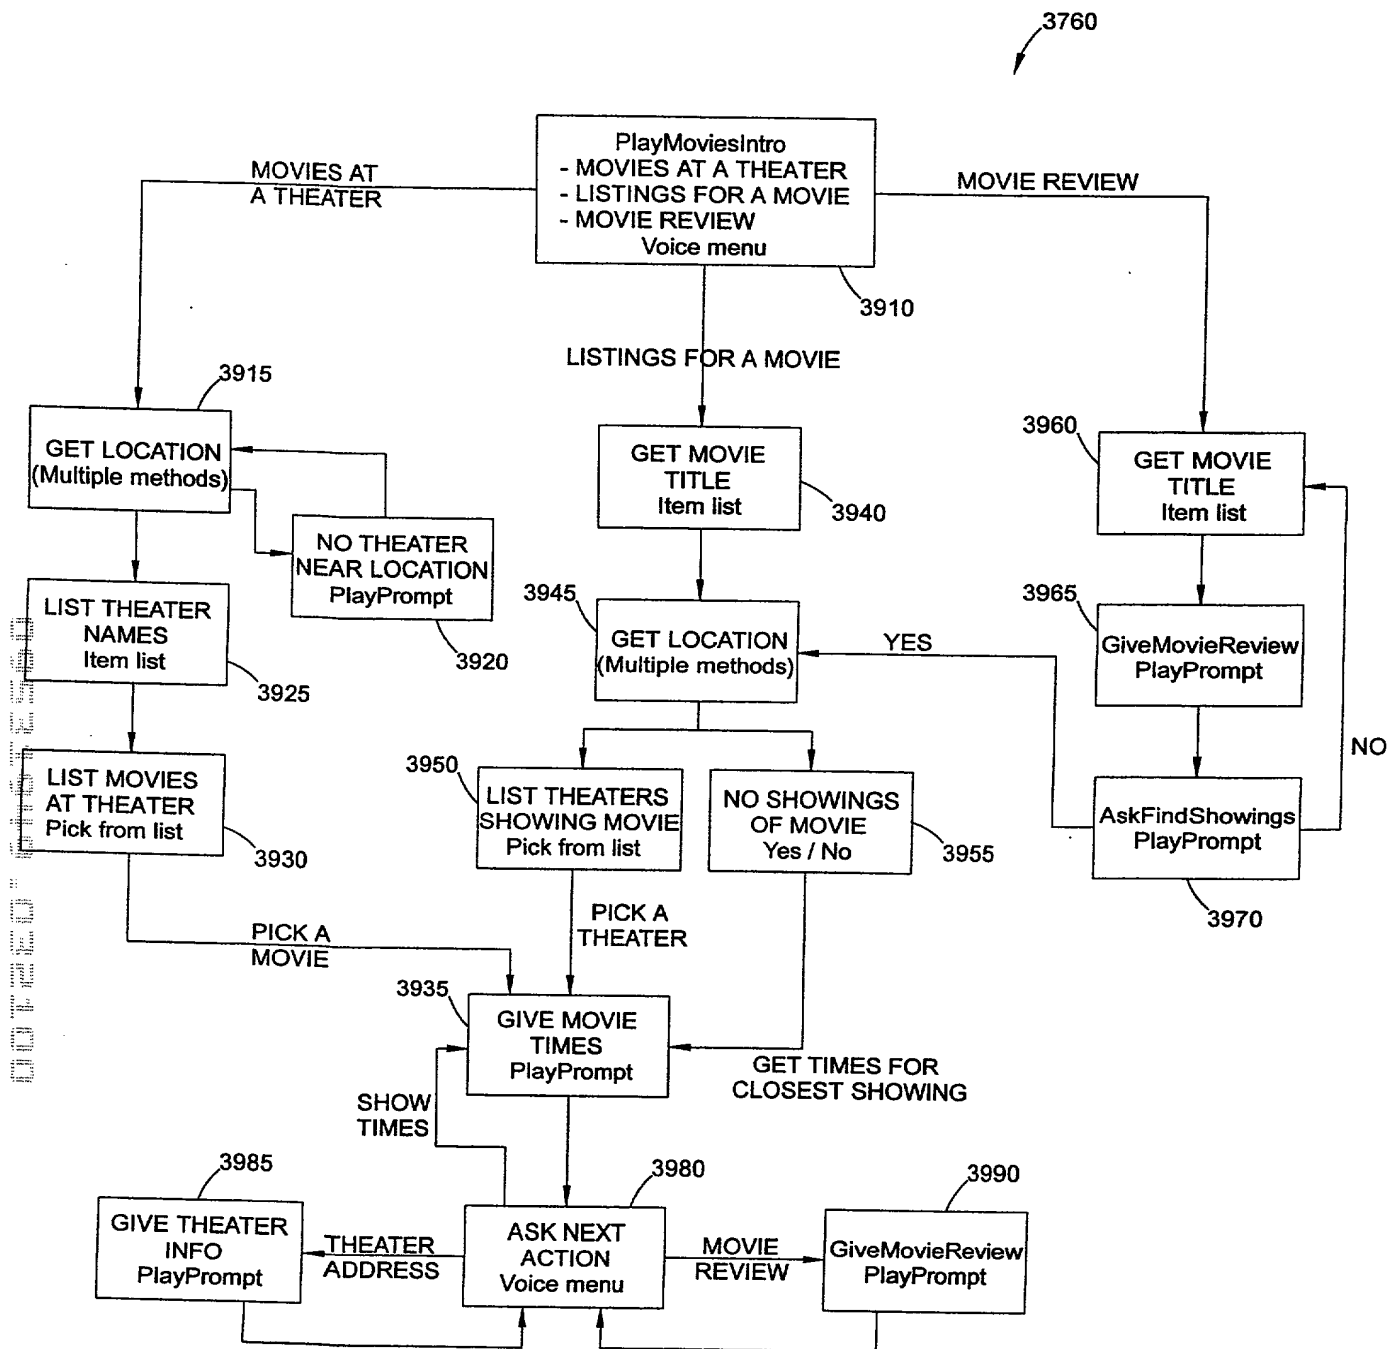 3760
PlayMoviesIntro
- MOVIES AT A THEATER
- LISTINGS FOR A MOVIE
- MOVIE REVIEW
Voice menu
3910
MOVIES AT
A THEATER
MOVIE REVIEW
LISTINGS FOR A MOVIE
3915
GET LOCATION
(Multiple methods)
NO THEATER
NEAR LOCATION
PlayPrompt
3920
LIST THEATER
NAMES
Item list
3925
LIST MOVIES
AT THEATER
Pick from list
3930
PICK A
MOVIE
GET MOVIE
TITLE
Item list
3940
3945
GET LOCATION
(Multiple methods)
YES
3960
GET MOVIE
TITLE
Item list
3965
GiveMovieReview
PlayPrompt
NO
AskFindShowings
PlayPrompt
3970
3950
LIST THEATERS
SHOWING MOVIE
Pick from list
NO SHOWINGS
OF MOVIE
Yes / No
3955
PICK A
THEATER
3935
GIVE MOVIE
TIMES
PlayPrompt
GET TIMES FOR
CLOSEST SHOWING
SHOW
TIMES
3985
GIVE THEATER
INFO
PlayPrompt
THEATER
ADDRESS
3980
ASK NEXT
ACTION
Voice menu
MOVIE
REVIEW
3990
GiveMovieReview
PlayPrompt